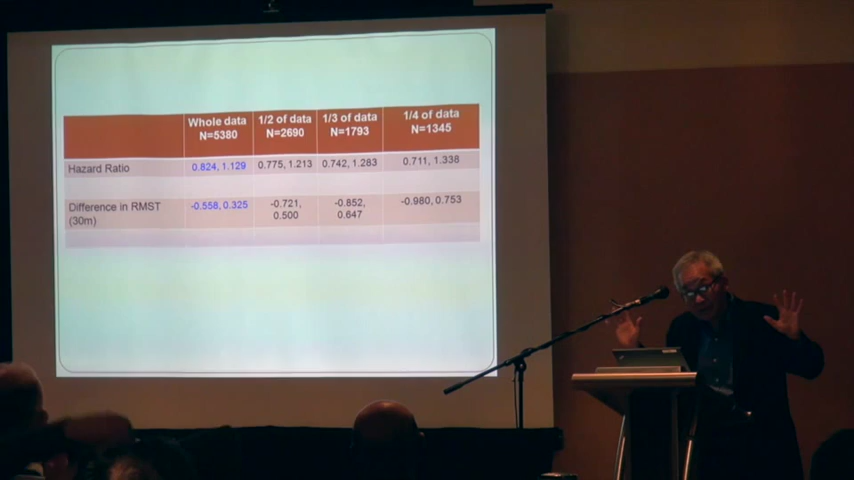 Whole data 1/2 of data 1/3 of data 1/4 of data
N=5380 N=2690 N=1793 N=1345
Hazard Ratio 0.824, 1.129 0.775, 1.213 0.742, 1.283 0.711, 1.338
Difference in RMST -0.558, 0.325 -0.721, -0.852, -0.980, 0.753
(30m) 0.500 0.647